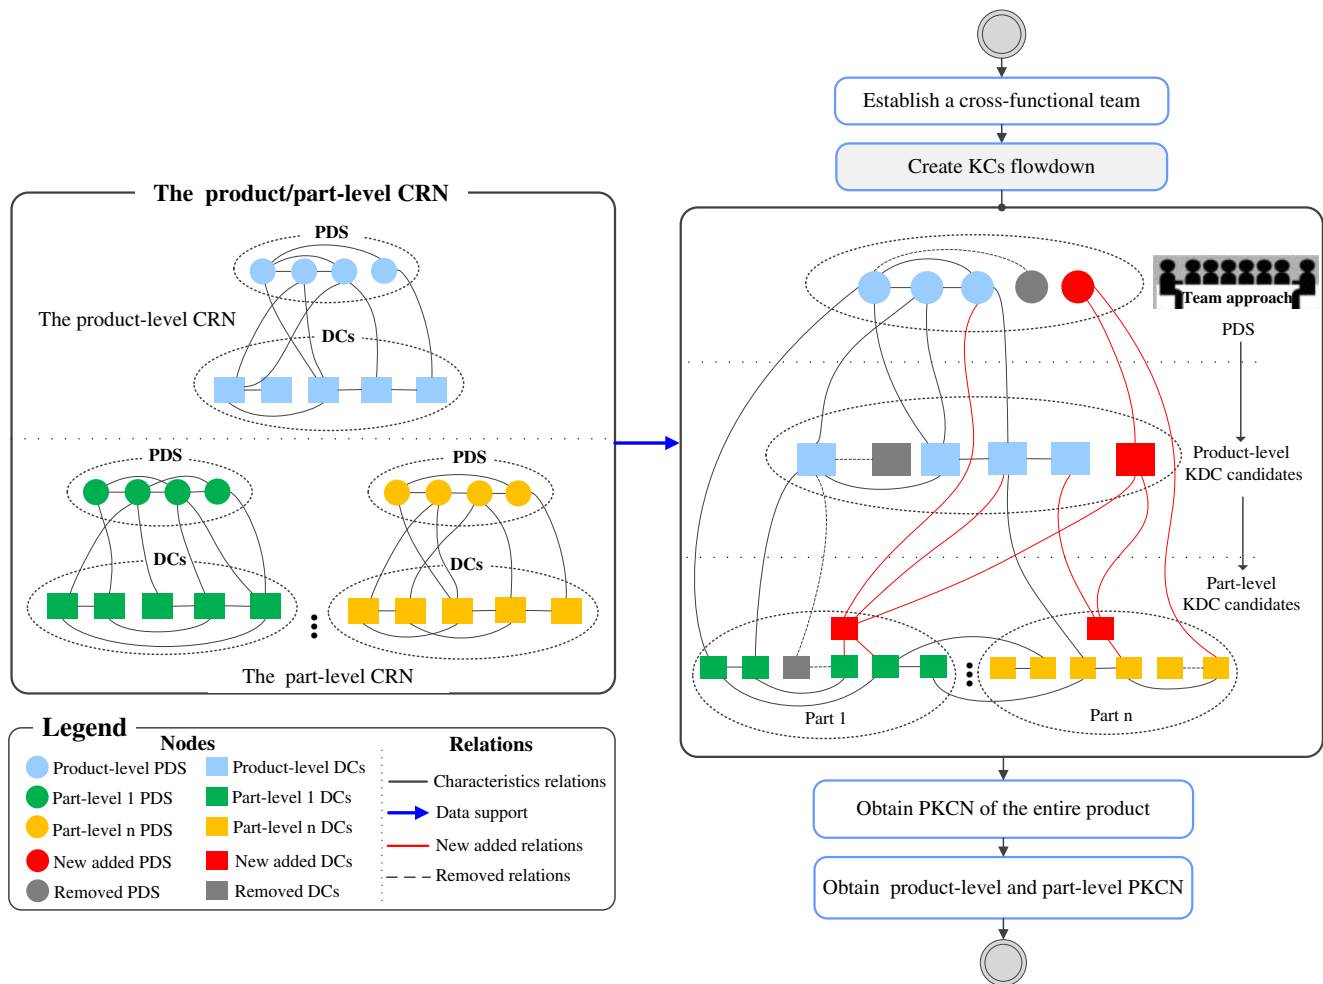 Establish a cross-functional team
Create KCs flowdown
The product/part-level CRN
PDS
The product-level CRN
DCs
PDS
DCs
PDS
DCs
The part-level CRN
Team approach
PDS
Product-level
KDC candidates
Part-level
KDC candidates
Part 1
Part n
Legend
Nodes
Product-level PDS
Product-level DCs
Part-level 1 PDS
Part-level 1 DCs
Part-level n PDS
Part-level n DCs
New added PDS
New added DCs
Removed PDS
Removed DCs
Relations
Characteristics relations
Data support
New added relations
Removed relations
Obtain PKCN of the entire product
Obtain product-level and part-level PKCN